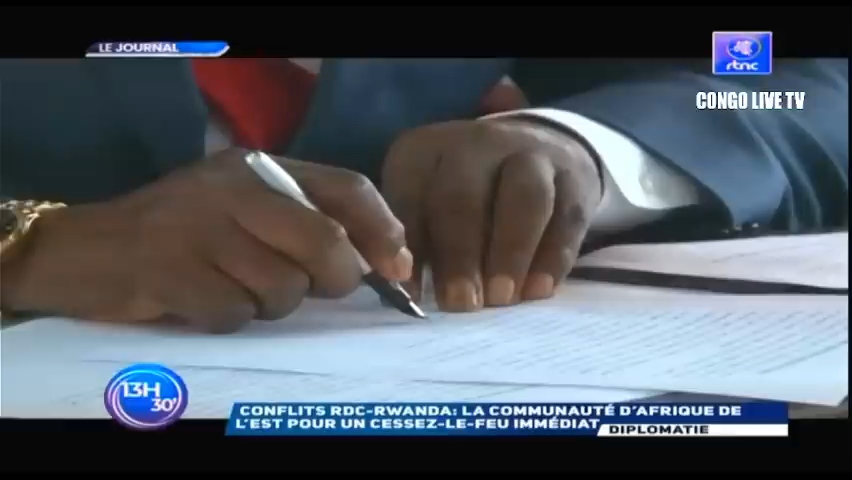 LE JOURNAL
rtnc
CONGO LIVE TV
13H
30'
CONFLITS RDC-RWANDA: LA COMMUNAUTÉ D'AFRIQUE DE
L'EST POUR UN CESSEZ-LE-FEU IMMÉDIAT
DIPLOMATIE